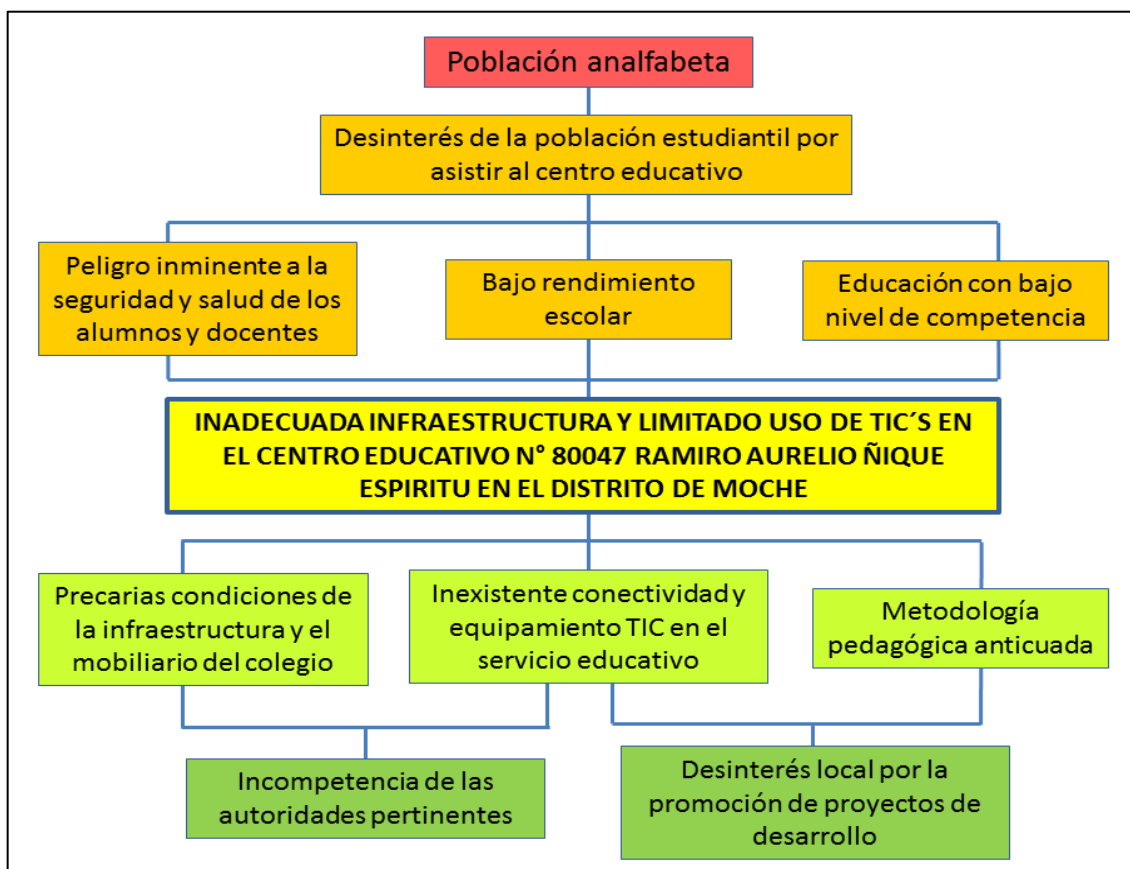 Población analfabeta
Desinterés de la población estudiantil por
asistir al centro educativo
Peligro inminente a la
seguridad y salud de los
alumnos y docentes
Bajo rendimiento
escolar
Educación con bajo
nivel de competencia
INADECUADA INFRAESTRUCTURA Y LIMITADO USO DE TIC´S EN
EL CENTRO EDUCATIVO N° 80047 RAMIRO AURELIO ÑIQUE
ESPIRITU EN EL DISTRITO DE MOCHE
Precarias condiciones de
la infraestructura y el
mobiliario del colegio
Inexistente conectividad y
equipamiento TIC en el
servicio educativo
Metodología
pedagógica anticuada
Incompetencia de las
autoridades pertinentes
Desinterés local por la
promoción de proyectos de
desarrollo